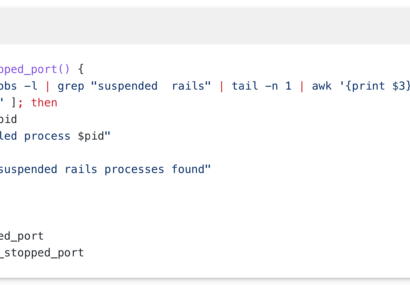 pped_port() {
obs -l | grep "suspended  rails" | tail -n 1 | awk '{print $3}
" ]; then
pid
led process $pid"
suspended rails processes found"
ed_port
_stopped_port